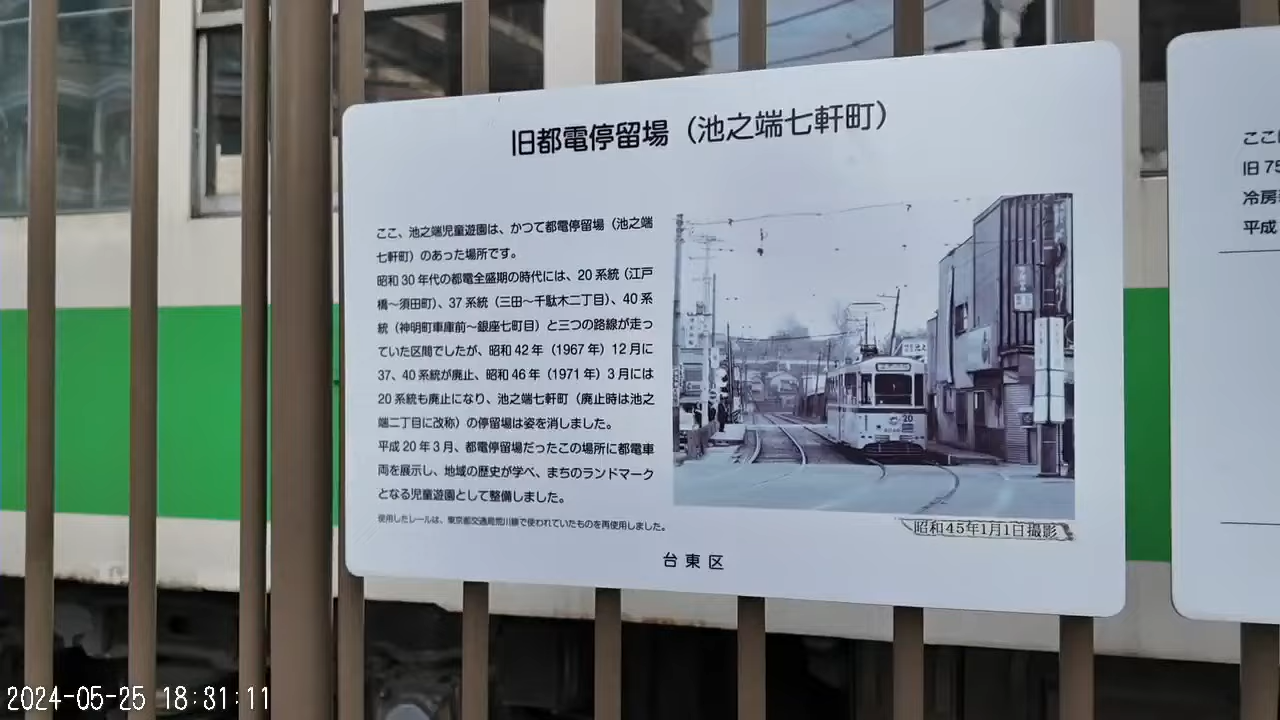 旧都電停留場（池之端七軒町）
ここ、池之端児童遊園は、かつて都電停留場（池之端
七軒町）のあった場所です。
昭和30年代の都電全盛期の時代には、20系統（江戸
橋～須田町）、37系統（三田～千駄木二丁目）、40系
統（神明町車庫前～銀座七町目）と三つの路線が走っ
ていた区間でしたが、昭和42年（1967年）12月に
37、40系統が廃止、昭和46年（1971年）3月には
20系統も廃止になり、池之端七軒町（廃止時は池之
端二丁目に改称）の停留場は姿を消しました。
平成20年3月、都電停留場だったこの場所に都電車
両を展示し、地域の歴史が学べ、まちのランドマーク
となる児童遊園として整備しました。
使用したレールは、東京都交通局荒川線で使われていたものを再使用しました。
20
昭和45年1月1日撮影
台東区
ここ
旧75
冷房
平成
2024-05-25 18:31:11